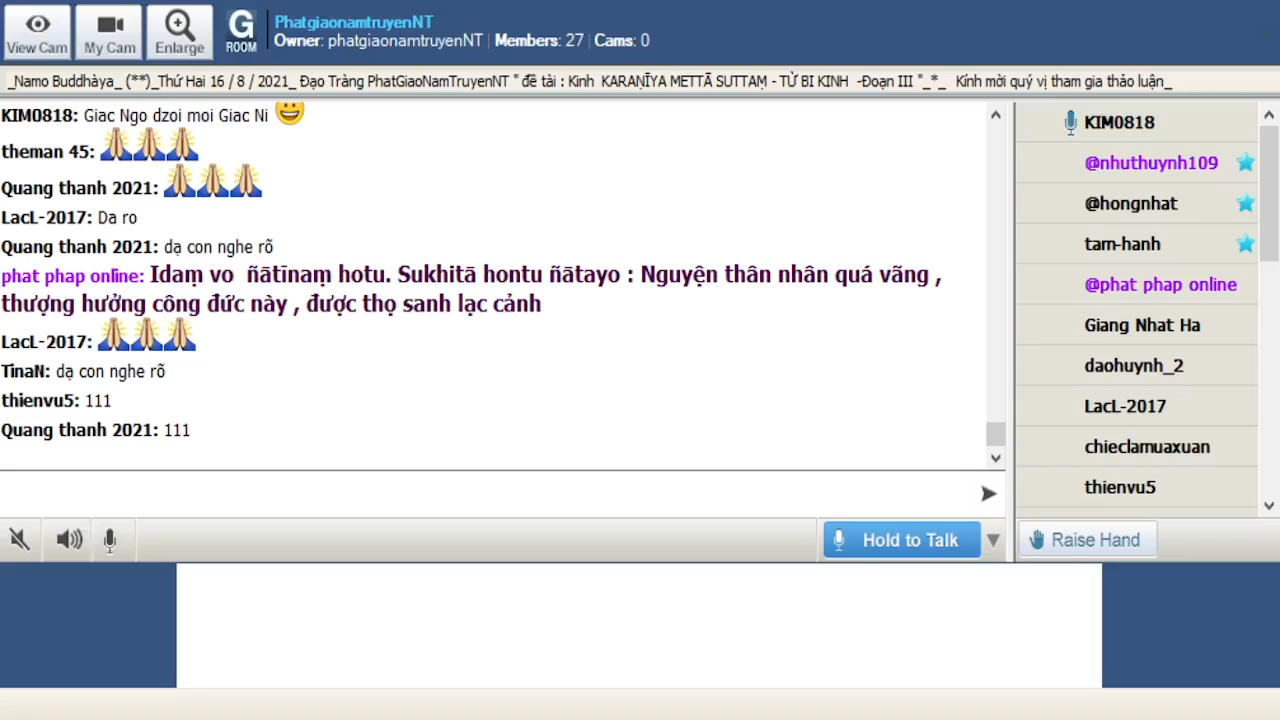 View Cam
My Cam
Enlarge
G
ROOM
PhatgiaonamtruyenNT
Owner: phatgiaonamtruyenNT | Members: 27 | Cams: 0
_Namo Buddhàya_ (**)_Thứ Hai 16 / 8 / 2021_ Đạo Tràng PhatGiaoNamTruyenNT " đề tài : Kinh KARAṆĪYA METTĀ SUTTAṂ - TỪ BI KINH -Đoạn III "_*_ Kính mời quý vị tham gia thảo luận_
KIM0818: Giac Ngo dzoi moi Giac Ni
theman 45:
Quang thanh 2021:
LacL-2017: Da ro
Quang thanh 2021: dạ con nghe rõ
phat phap online: Idaṃ vo ñātīnaṃ hotu. Sukhitā hontu ñātayo : Nguyện thân nhân quá vãng ,
thượng hưởng công đức này , được thọ sanh lạc cảnh
LacL-2017:
TinaN: dạ con nghe rõ
thienvu5: 111
Quang thanh 2021: 111
KIM0818
@nhuthuynh109
@hongnhat
tam-hanh
@phat phap online
Giang Nhat Ha
daohuynh_2
LacL-2017
chieclamuaxuan
thienvu5
Hold to Talk
Raise Hand